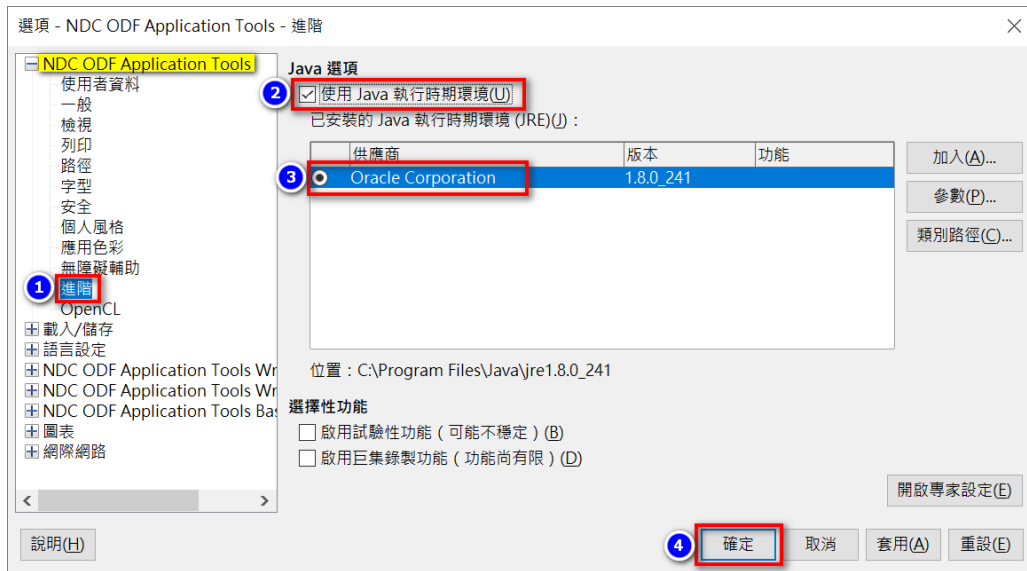 選項 - NDC ODF Application Tools - 進階
NDC ODF Application Tools
使用者資料
一般
檢視
列印
路徑
字型
安全
個人風格
應用色彩
無障礙輔助
1 進階
OpenCL
載入/儲存
語言設定
NDC ODF Application Tools Wr
NDC ODF Application Tools Wr
NDC ODF Application Tools Bas
圖表
網際網路
Java 選項
2 使用 Java 執行時期環境(U)
已安裝的 Java 執行時期環境 (JRE)(J)：
供應商 版本 功能
3 Oracle Corporation 1.8.0_241
加入(A)...
參數(P)...
類別路徑(C)...
位置：C:\Program Files\Java\jre1.8.0_241
選擇性功能
啟用試驗性功能（可能不穩定）(B)
啟用巨集錄製功能（功能尚有限）(D)
開啟專家設定(E)
說明(H) 4 確定 取消 套用(A) 重設(E)